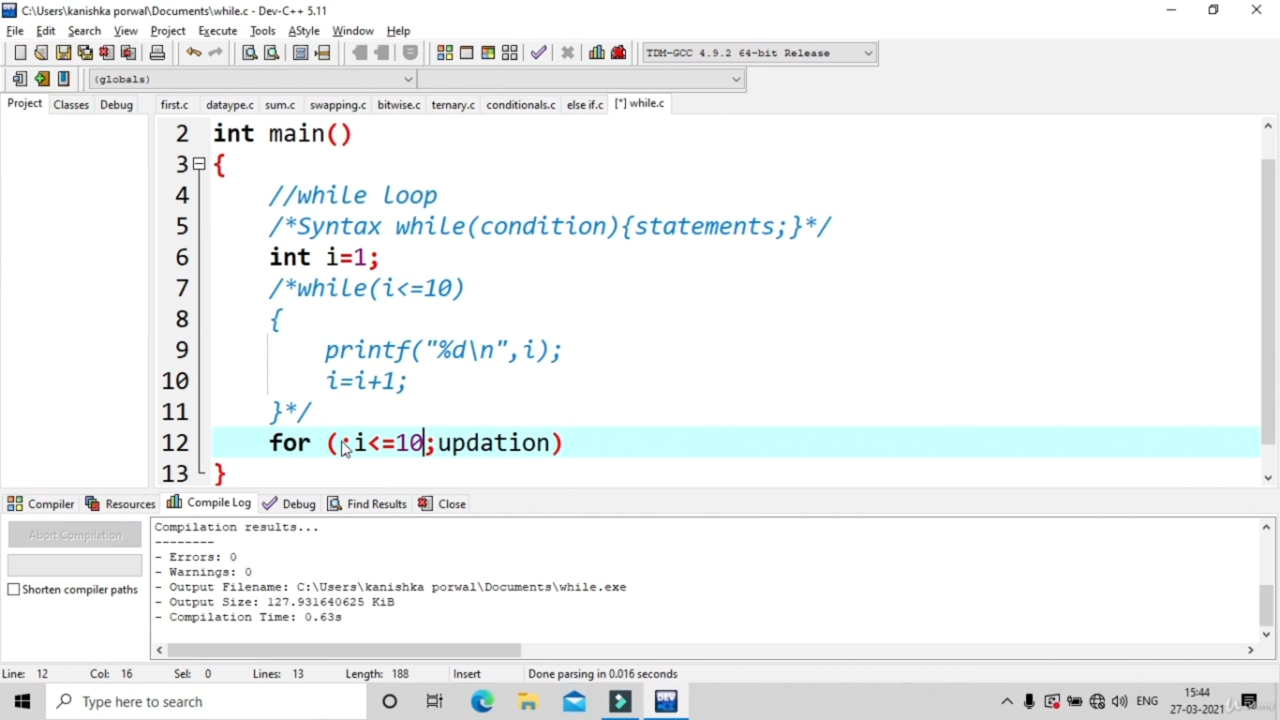 C:\Users\kanishka porwal\Documents\while.c - Dev-C++ 5.11
File Edit Search View Project Execute Tools AStyle Window Help
TDM-GCC 4.9.2 64-bit Release
(globals)
Project Classes Debug first.c dataype.c sum.c swapping.c bitwise.c ternary.c conditionals.c else if.c [*] while.c
2 int main()
3 {
4 //while loop
5 /*Syntax while(condition){statements;}*/
6 int i=1;
7 /*while(i<=10)
8 {
9 printf("%d\n",i);
10 i=i+1;
11 }*/
12 for (;i<=10;updation)
13 }
Compiler Resources Compile Log Debug Find Results Close
Abort Compilation
Shorten compiler paths
Compilation results...
--------
- Errors: 0
- Warnings: 0
- Output Filename: C:\Users\kanishka porwal\Documents\while.exe
- Output Size: 127.931640625 KiB
- Compilation Time: 0.63s
Line: 12 Col: 16 Sel: 0 Lines: 13 Length: 188 Insert Done parsing in 0.016 seconds
Type here to search
DEV
ENG
15:44
27-03-2021
Udemy